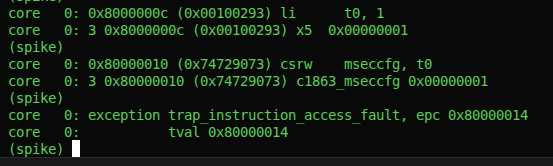 (spike)
core   0: 0x8000000c (0x00100293) li      t0, 1
core   0: 3 0x8000000c (0x00100293) x5  0x00000001
(spike)
core   0: 0x80000010 (0x74729073) csrw    mseccfg, t0
core   0: 3 0x80000010 (0x74729073) c1863_mseccfg 0x00000001
(spike)
core   0: exception trap_instruction_access_fault, epc 0x80000014
core   0:           tval 0x80000014
(spike)